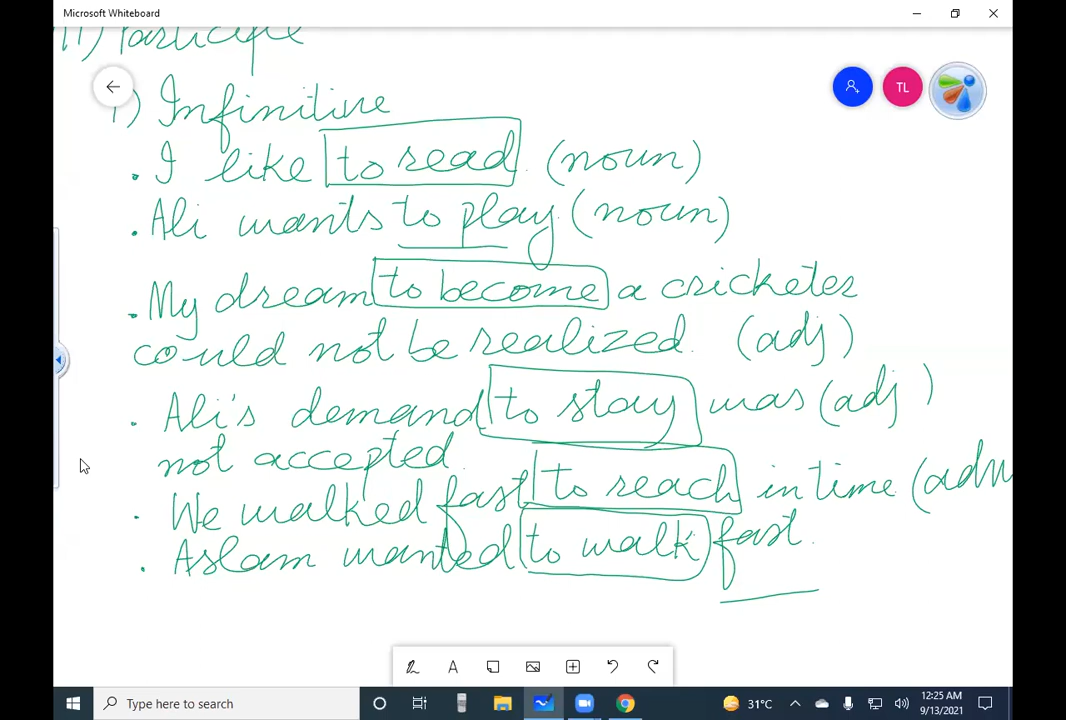 Microsoft Whiteboard
III) Participle
i) Infinitive
TL
. I like to read (noun)
. Ali wants to play (noun)
. My dream to become a cricketer
could not be realized. (adj)
. Ali's demand to stay was (adj)
not accepted.
. We walked fast to reach in time (adv
. Aslam wanted to walk fast.
Type here to search
31°C
12:25 AM
9/13/2021